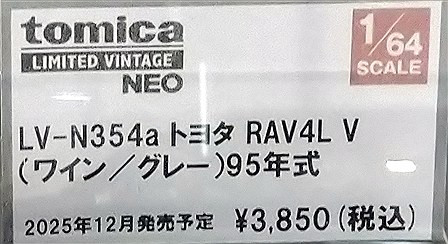 tomica
LIMITED VINTAGE
NEO
1/64
SCALE
LV-N354a トヨタ RAV4L V
(ワイン／グレー)95年式
2025年12月発売予定 ¥3,850(税込)